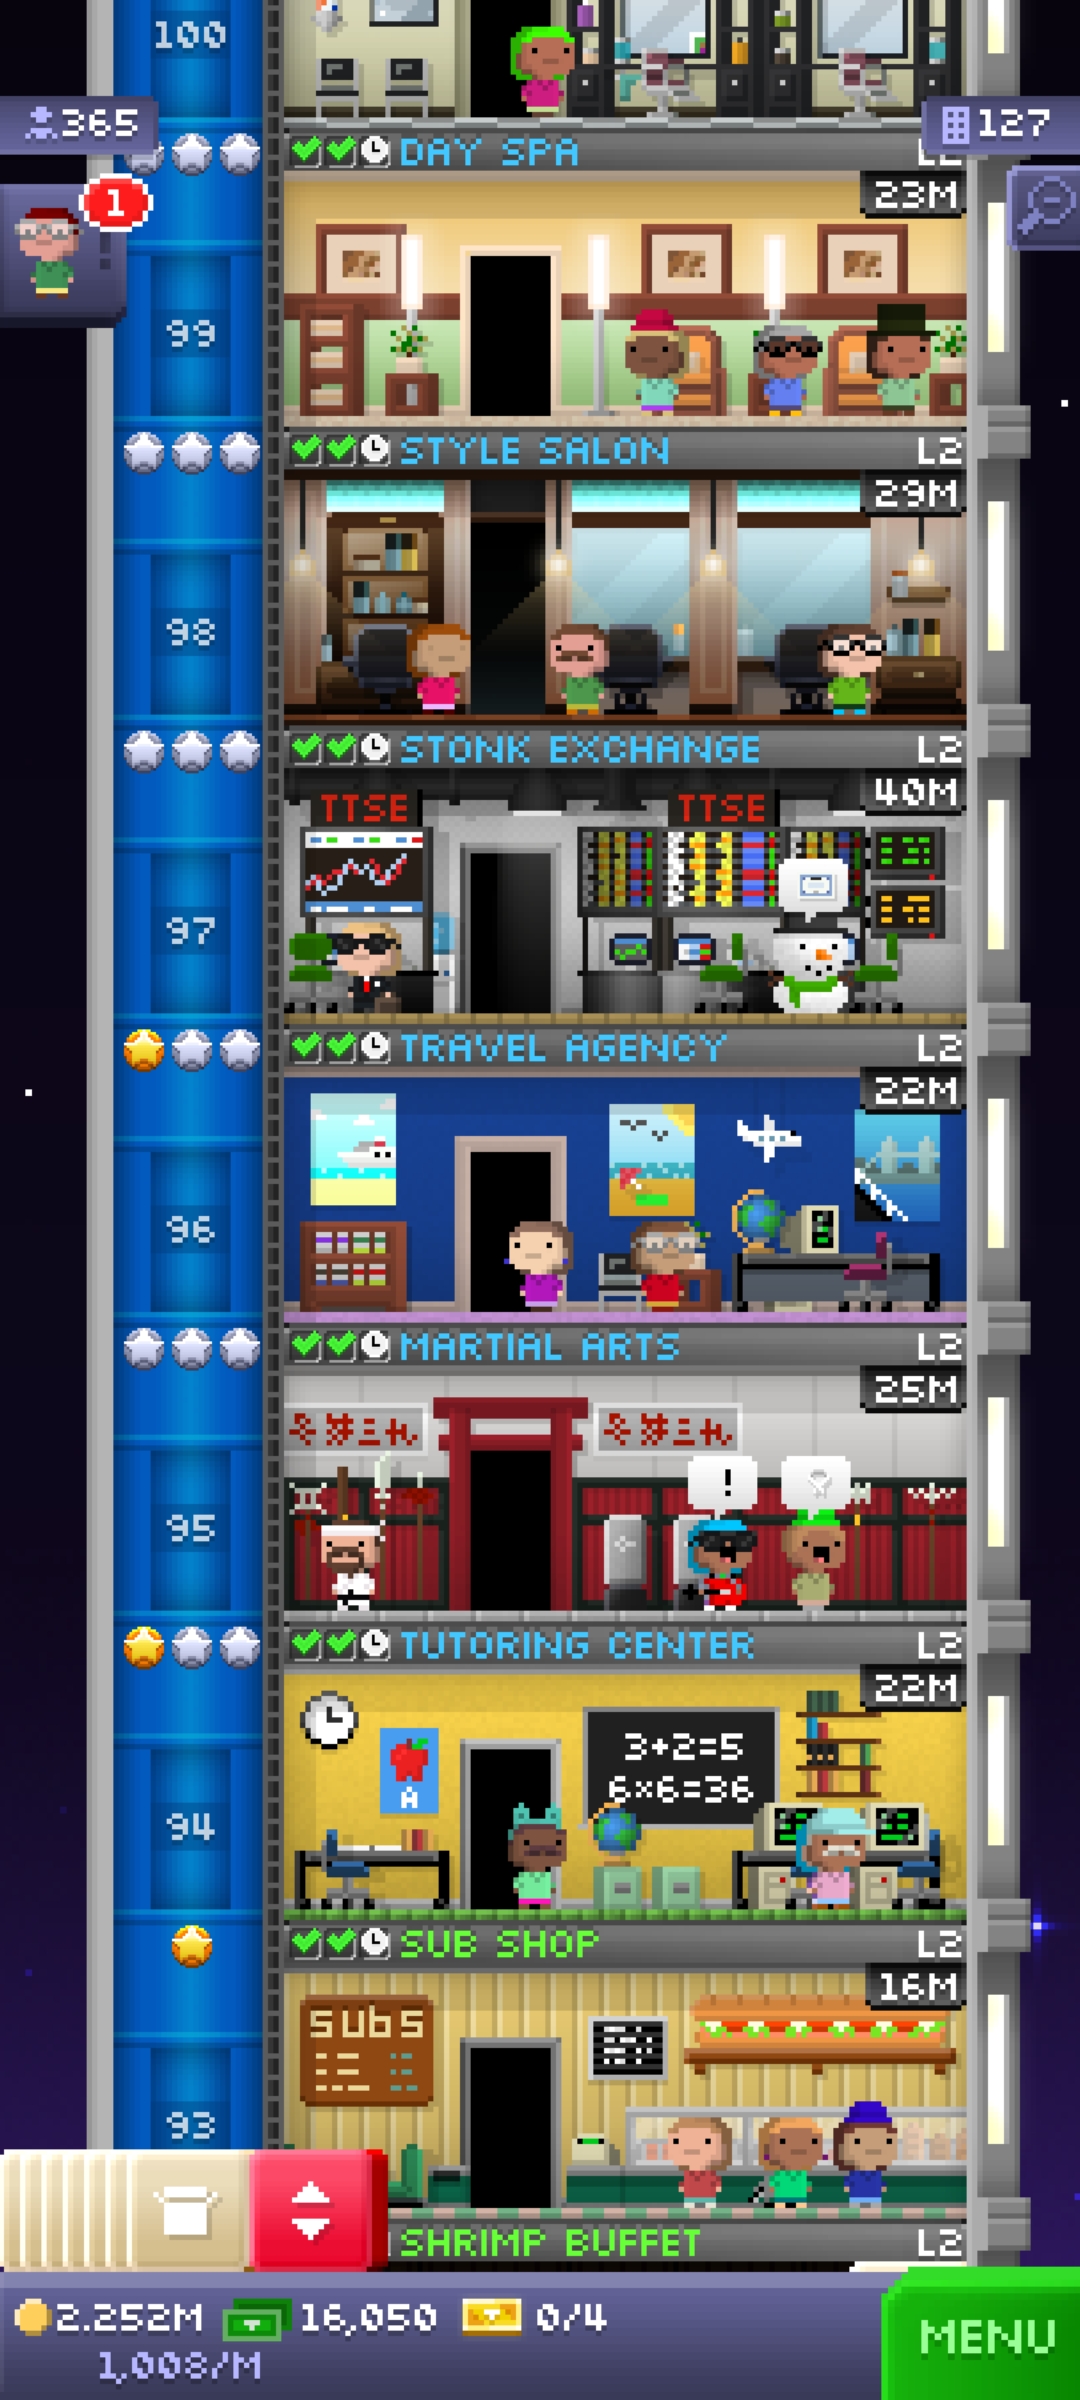 100
365
127
DAY SPA
L2
1
23M
99
STYLE SALON L2
29M
98
STONK EXCHANGE L2
40M
TTSE TTSE
97
TRAVEL AGENCY L2
22M
96
MARTIAL ARTS L2
25M
!
95
TUTORING CENTER L2
22M
3+2=5
A
6×6=36
94
SUB SHOP L2
16M
SUBS
93
SHRIMP BUFFET L2
2.252M 16,050 0/4
1,008/M
MENU